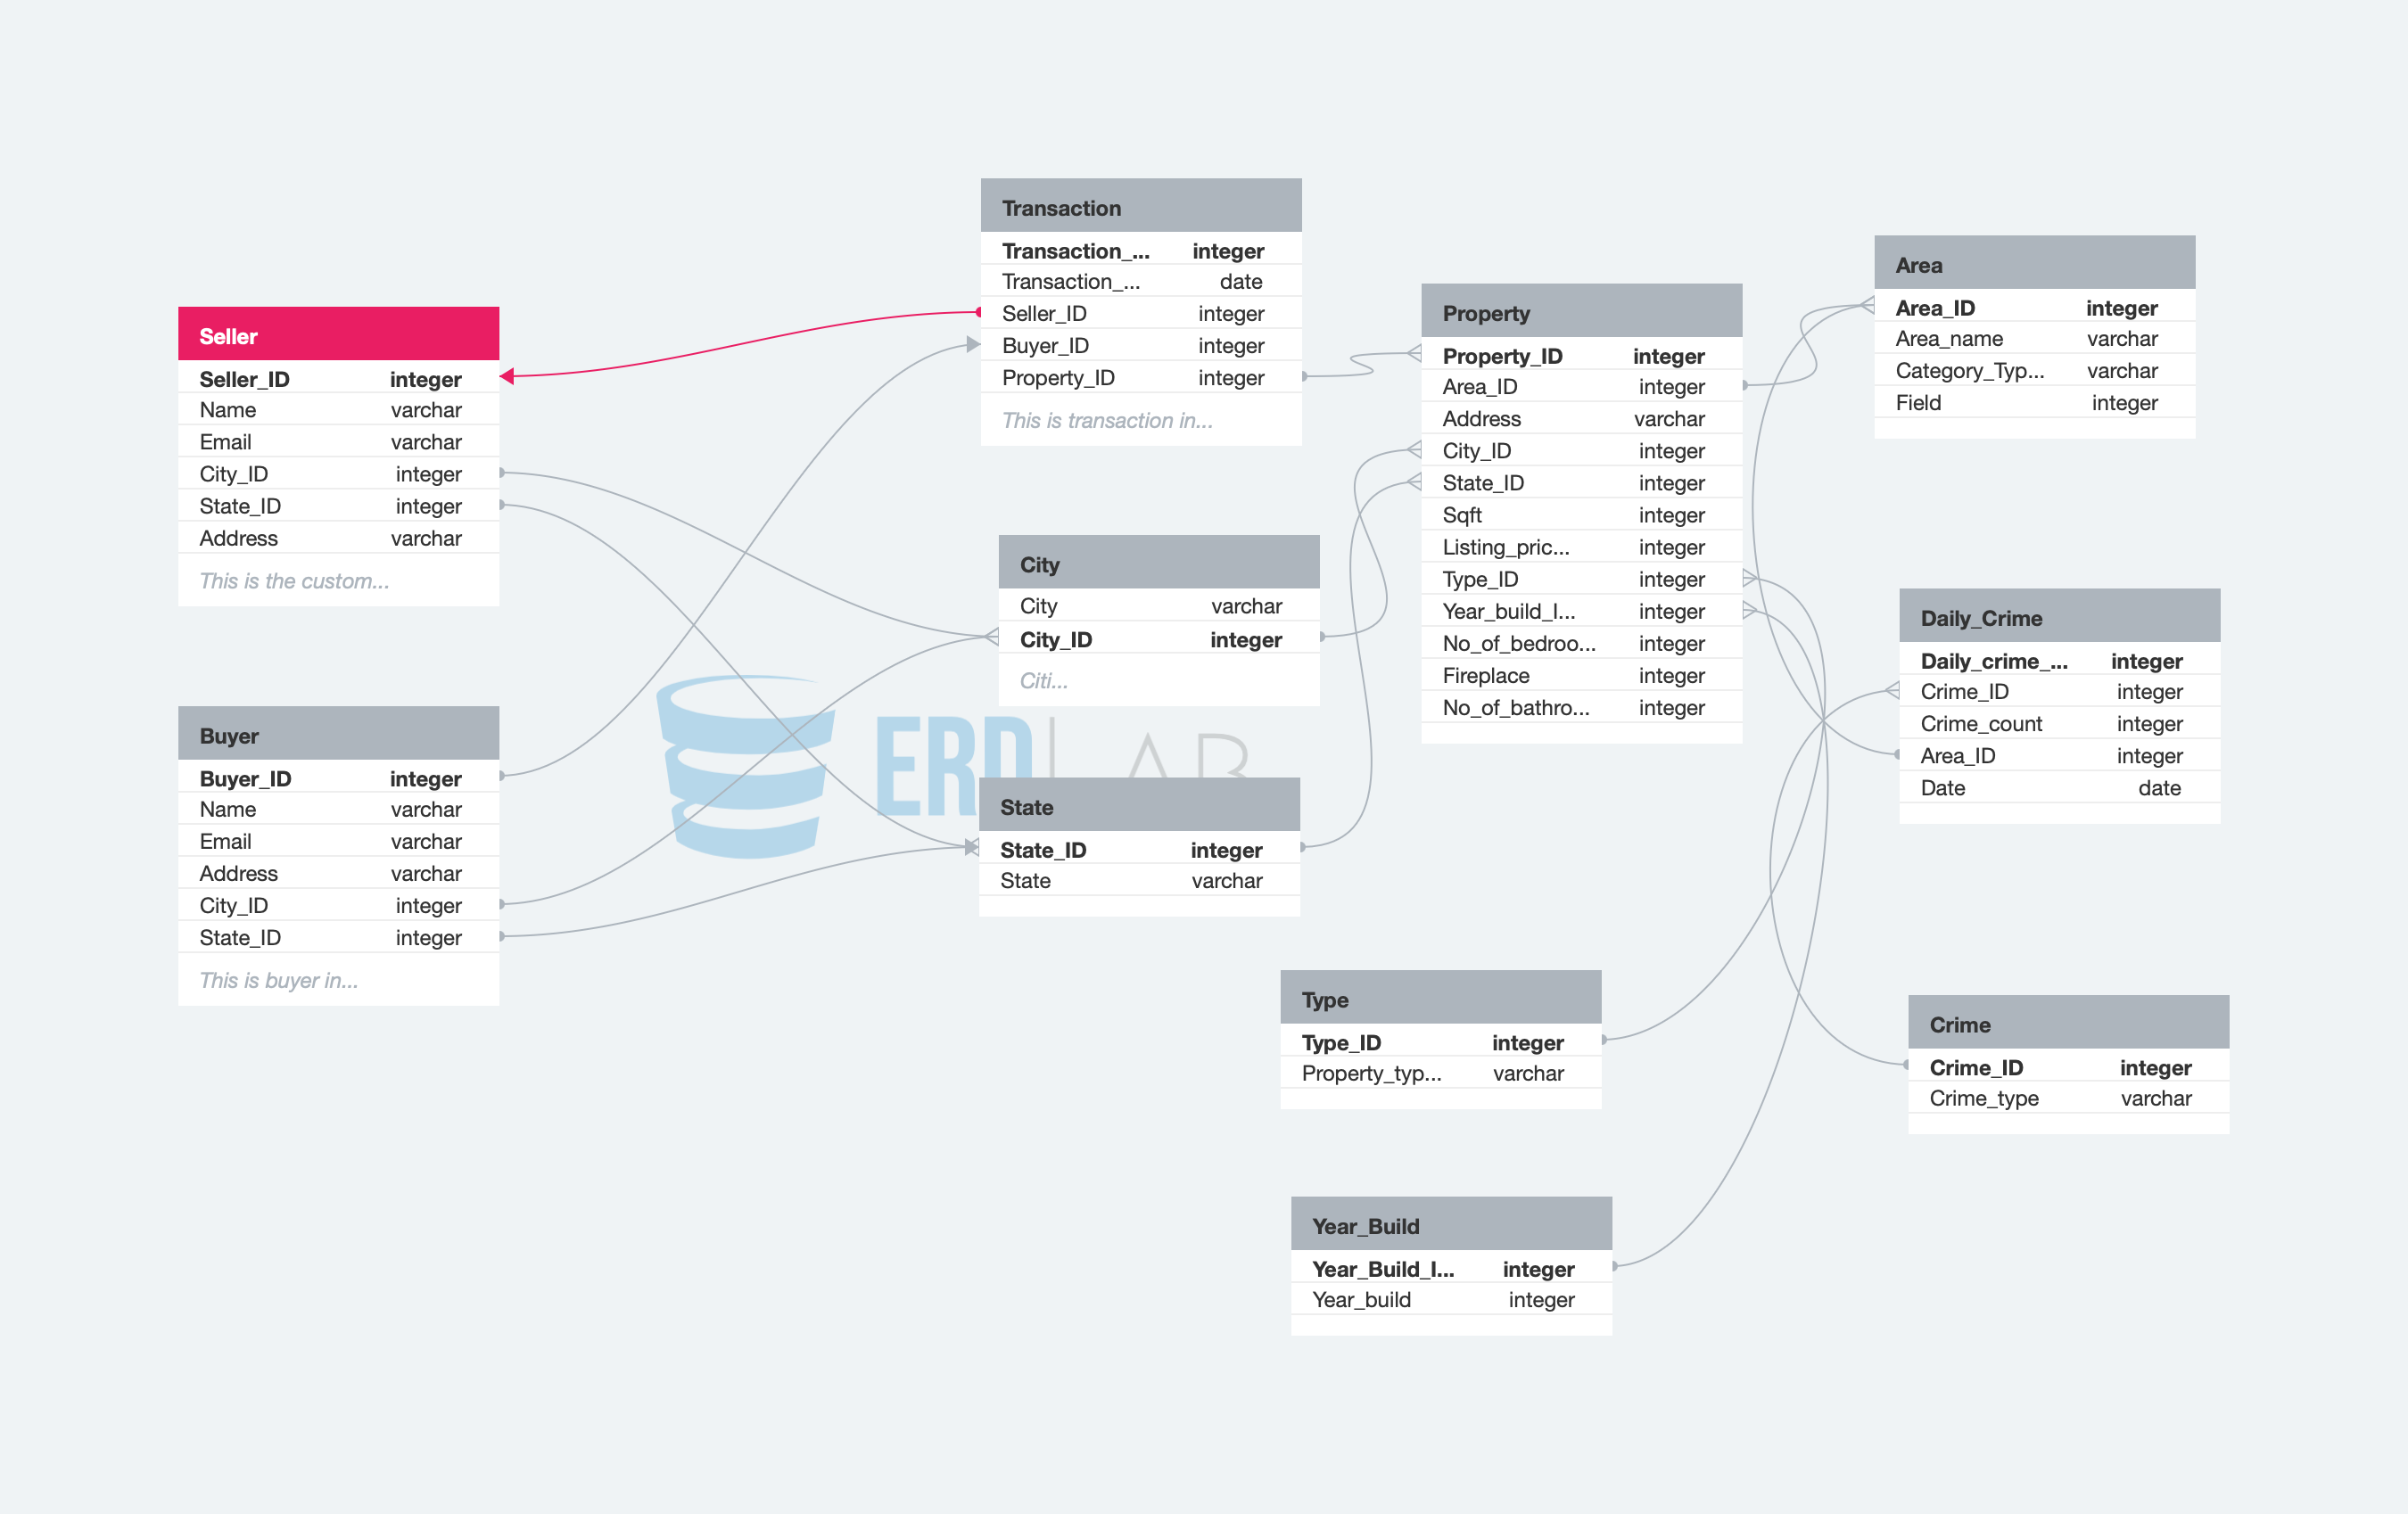 Seller
Seller_ID integer
Name varchar
Email varchar
City_ID integer
State_ID integer
Address varchar
This is the custom...
Buyer
Buyer_ID integer
Name varchar
Email varchar
Address varchar
City_ID integer
State_ID integer
This is buyer in...
Transaction
Transaction_... integer
Transaction_... date
Seller_ID integer
Buyer_ID integer
Property_ID integer
This is transaction in...
City
City varchar
City_ID integer
Citi...
ERD LAB
State
State_ID integer
State varchar
Property
Property_ID integer
Area_ID integer
Address varchar
City_ID integer
State_ID integer
Sqft integer
Listing_pric... integer
Type_ID integer
Year_build_I... integer
No_of_bedroo... integer
Fireplace integer
No_of_bathro... integer
Type
Type_ID integer
Property_typ... varchar
Year_Build
Year_Build_I... integer
Year_build integer
Area
Area_ID integer
Area_name varchar
Category_Typ... varchar
Field integer
Daily_Crime
Daily_crime_... integer
Crime_ID integer
Crime_count integer
Area_ID integer
Date date
Crime
Crime_ID integer
Crime_type varchar